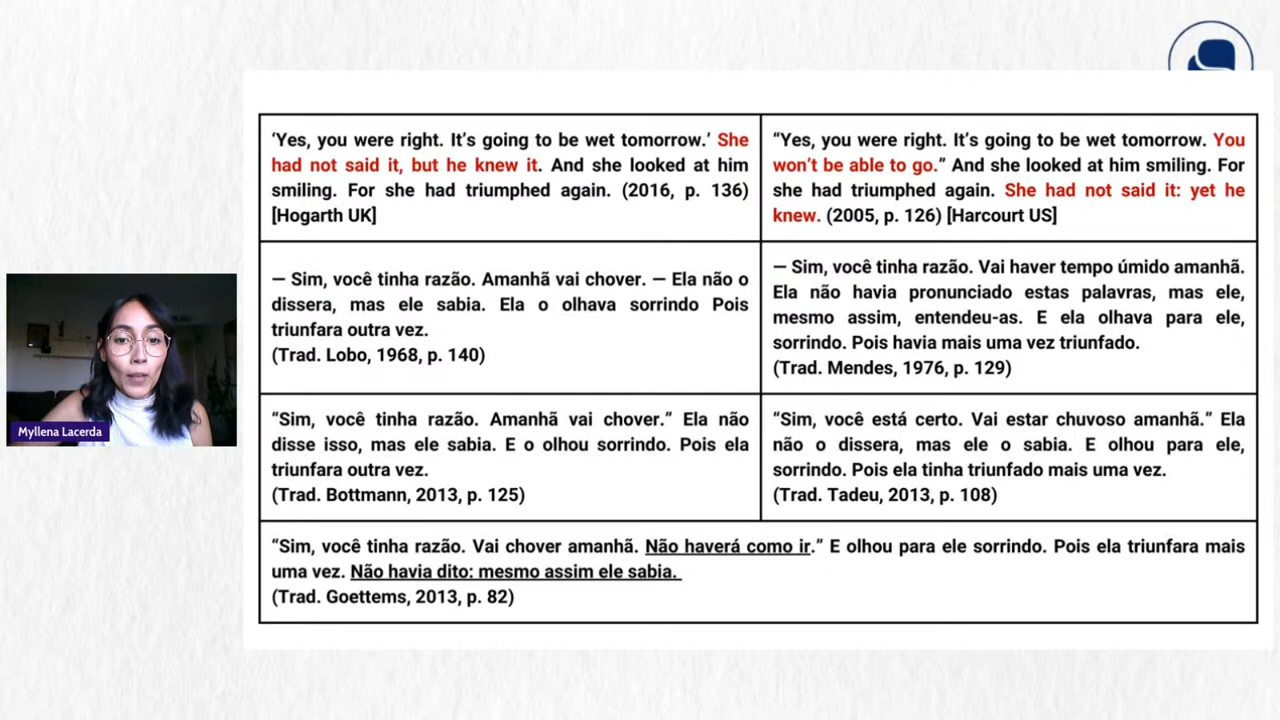 ‘Yes, you were right. It’s going to be wet tomorrow.’ She
had not said it, but he knew it. And she looked at him
smiling. For she had triumphed again. (2016, p. 136)
[Hogarth UK]
“Yes, you were right. It’s going to be wet tomorrow. You
won’t be able to go.” And she looked at him smiling. For
she had triumphed again. She had not said it: yet he
knew. (2005, p. 126) [Harcourt US]
— Sim, você tinha razão. Amanhã vai chover. — Ela não o
dissera, mas ele sabia. Ela o olhava sorrindo Pois
triunfara outra vez.
(Trad. Lobo, 1968, p. 140)
— Sim, você tinha razão. Vai haver tempo úmido amanhã.
Ela não havia pronunciado estas palavras, mas ele,
mesmo assim, entendeu-as. E ela olhava para ele,
sorrindo. Pois havia mais uma vez triunfado.
(Trad. Mendes, 1976, p. 129)
“Sim, você tinha razão. Amanhã vai chover.” Ela não
disse isso, mas ele sabia. E o olhou sorrindo. Pois ela
triunfara outra vez.
(Trad. Bottmann, 2013, p. 125)
“Sim, você está certo. Vai estar chuvoso amanhã.” Ela
não o dissera, mas ele o sabia. E olhou para ele,
sorrindo. Pois ela tinha triunfado mais uma vez.
(Trad. Tadeu, 2013, p. 108)
“Sim, você tinha razão. Vai chover amanhã. Não haverá como ir.” E olhou para ele sorrindo. Pois ela triunfara mais
uma vez. Não havia dito: mesmo assim ele sabia.
(Trad. Goettems, 2013, p. 82)
Myllena Lacerda